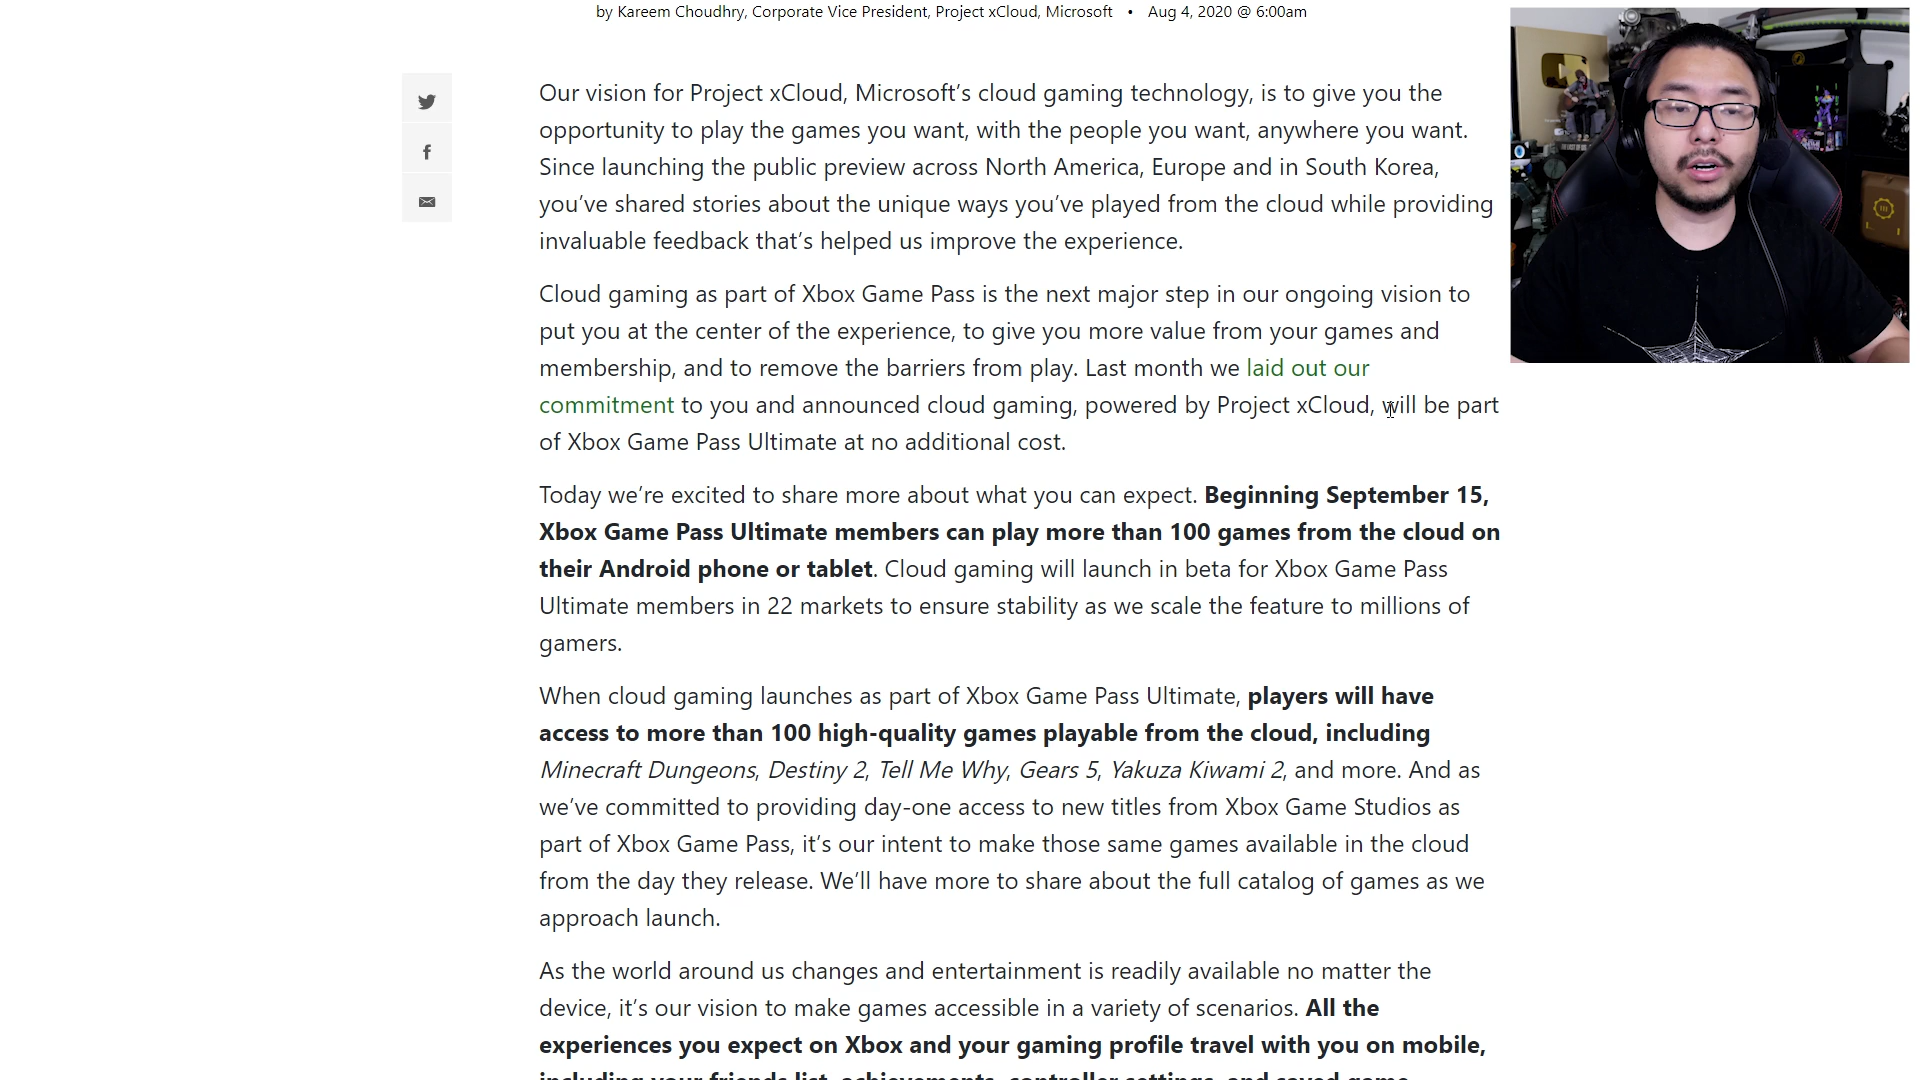 by Kareem Choudhry, Corporate Vice President, Project xCloud, Microsoft • Aug 4, 2020 @ 6:00am
Our vision for Project xCloud, Microsoft’s cloud gaming technology, is to give you the
opportunity to play the games you want, with the people you want, anywhere you want.
Since launching the public preview across North America, Europe and in South Korea,
you’ve shared stories about the unique ways you’ve played from the cloud while providing
invaluable feedback that’s helped us improve the experience.
Cloud gaming as part of Xbox Game Pass is the next major step in our ongoing vision to
put you at the center of the experience, to give you more value from your games and
membership, and to remove the barriers from play. Last month we laid out our
commitment to you and announced cloud gaming, powered by Project xCloud, will be part
of Xbox Game Pass Ultimate at no additional cost.
Today we’re excited to share more about what you can expect. Beginning September 15,
Xbox Game Pass Ultimate members can play more than 100 games from the cloud on
their Android phone or tablet. Cloud gaming will launch in beta for Xbox Game Pass
Ultimate members in 22 markets to ensure stability as we scale the feature to millions of
gamers.
When cloud gaming launches as part of Xbox Game Pass Ultimate, players will have
access to more than 100 high-quality games playable from the cloud, including
Minecraft Dungeons, Destiny 2, Tell Me Why, Gears 5, Yakuza Kiwami 2, and more. And as
we’ve committed to providing day-one access to new titles from Xbox Game Studios as
part of Xbox Game Pass, it’s our intent to make those same games available in the cloud
from the day they release. We’ll have more to share about the full catalog of games as we
approach launch.
As the world around us changes and entertainment is readily available no matter the
device, it’s our vision to make games accessible in a variety of scenarios. All the
experiences you expect on Xbox and your gaming profile travel with you on mobile,
including your friends list, achievements, controller settings, and saved game